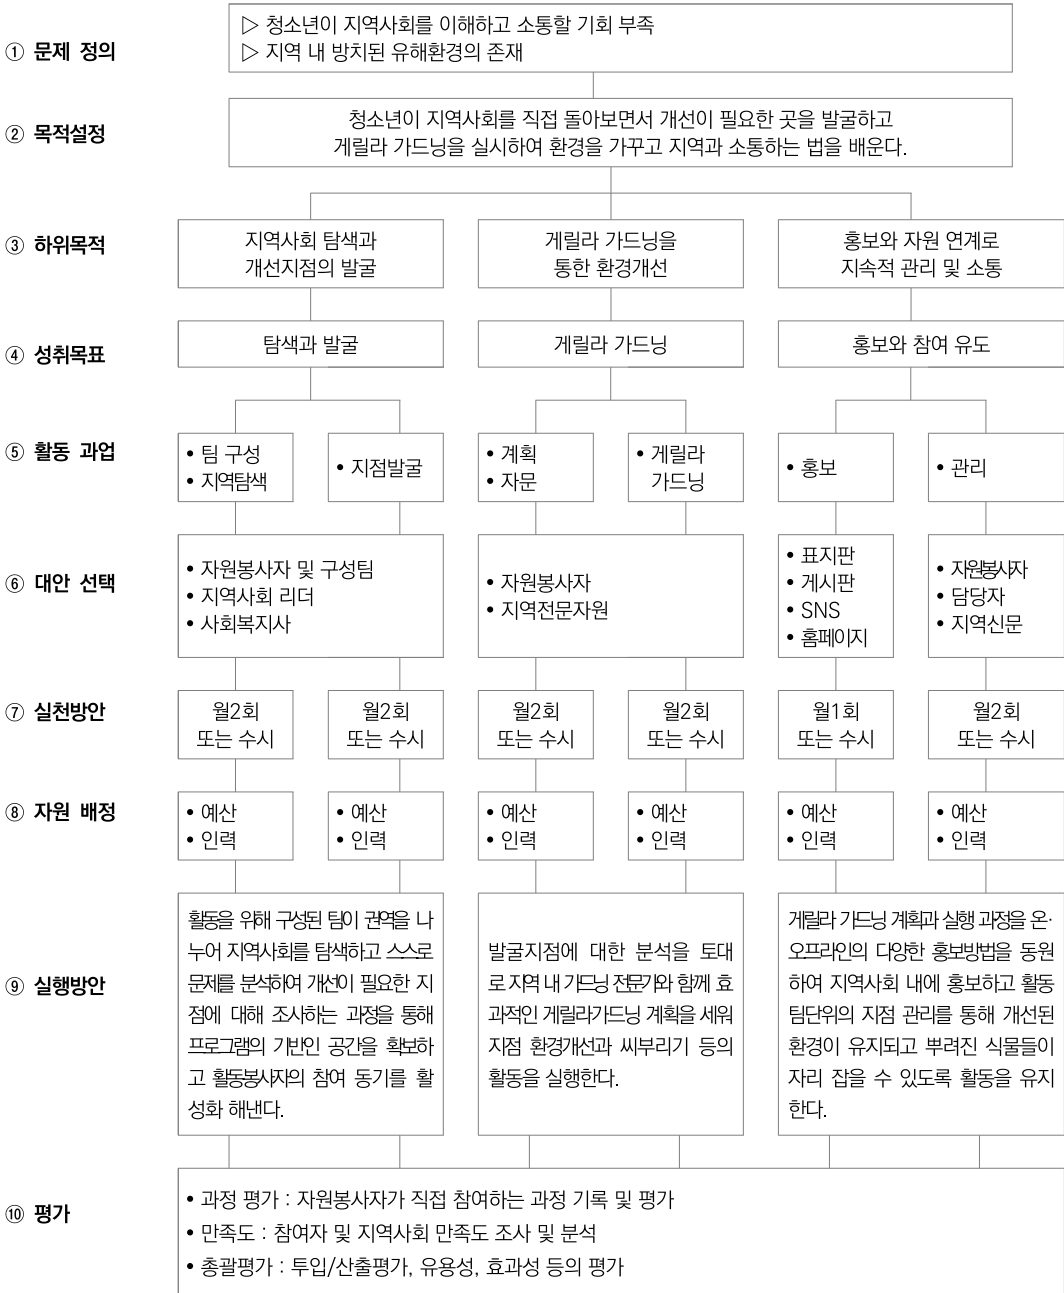 ① 문제 정의
▷ 청소년이 지역사회를 이해하고 소통할 기회 부족
▷ 지역 내 방치된 유해환경의 존재
② 목적설정
청소년이 지역사회를 직접 돌아보면서 개선이 필요한 곳을 발굴하고
게릴라 가드닝을 실시하여 환경을 가꾸고 지역과 소통하는 법을 배운다.
③ 하위목적
지역사회 탐색과
개선지점의 발굴
게릴라 가드닝을
통한 환경개선
홍보와 자원 연계로
지속적 관리 및 소통
④ 성취목표
탐색과 발굴
게릴라 가드닝
홍보와 참여 유도
⑤ 활동 과업
• 팀 구성
• 지역탐색
• 지점발굴
• 계획
• 자문
• 게릴라
가드닝
• 홍보
• 관리
⑥ 대안 선택
• 자원봉사자 및 구성팀
• 지역사회 리더
• 사회복지사
• 자원봉사자
• 지역전문자원
• 표지판
• 게시판
• SNS
• 홈페이지
• 자원봉사자
• 담당자
• 지역신문
⑦ 실천방안
월2회
또는 수시
월2회
또는 수시
월2회
또는 수시
월2회
또는 수시
월1회
또는 수시
월2회
또는 수시
⑧ 자원 배정
• 예산
• 인력
• 예산
• 인력
• 예산
• 인력
• 예산
• 인력
• 예산
• 인력
• 예산
• 인력
⑨ 실행방안
활동을 위해 구성된 팀이 권역을 나
누어 지역사회를 탐색하고 스스로
문제를 분석하여 개선이 필요한 지
점에 대해 조사하는 과정을 통해
프로그램의 기반인 공간을 확보하
고 활동봉사자의 참여 동기를 활
성화 해낸다.
발굴지점에 대한 분석을 토대
로 지역 내 가드닝 전문가와 함께 효
과적인 게릴라가드닝 계획을 세워
지점 환경개선과 씨부리기 등의
활동을 실행한다.
게릴라 가드닝 계획과 실행 과정을 온·
오프라인의 다양한 홍보방법을 동원
하여 지역사회 내에 홍보하고 활동
팀단위의 지점 관리를 통해 개선된
환경이 유지되고 뿌려진 식물들이
자리 잡을 수 있도록 활동을 유지
한다.
⑩ 평가
• 과정 평가 : 자원봉사자가 직접 참여하는 과정 기록 및 평가
• 만족도 : 참여자 및 지역사회 만족도 조사 및 분석
• 총괄평가 : 투입/산출평가, 유용성, 효과성 등의 평가